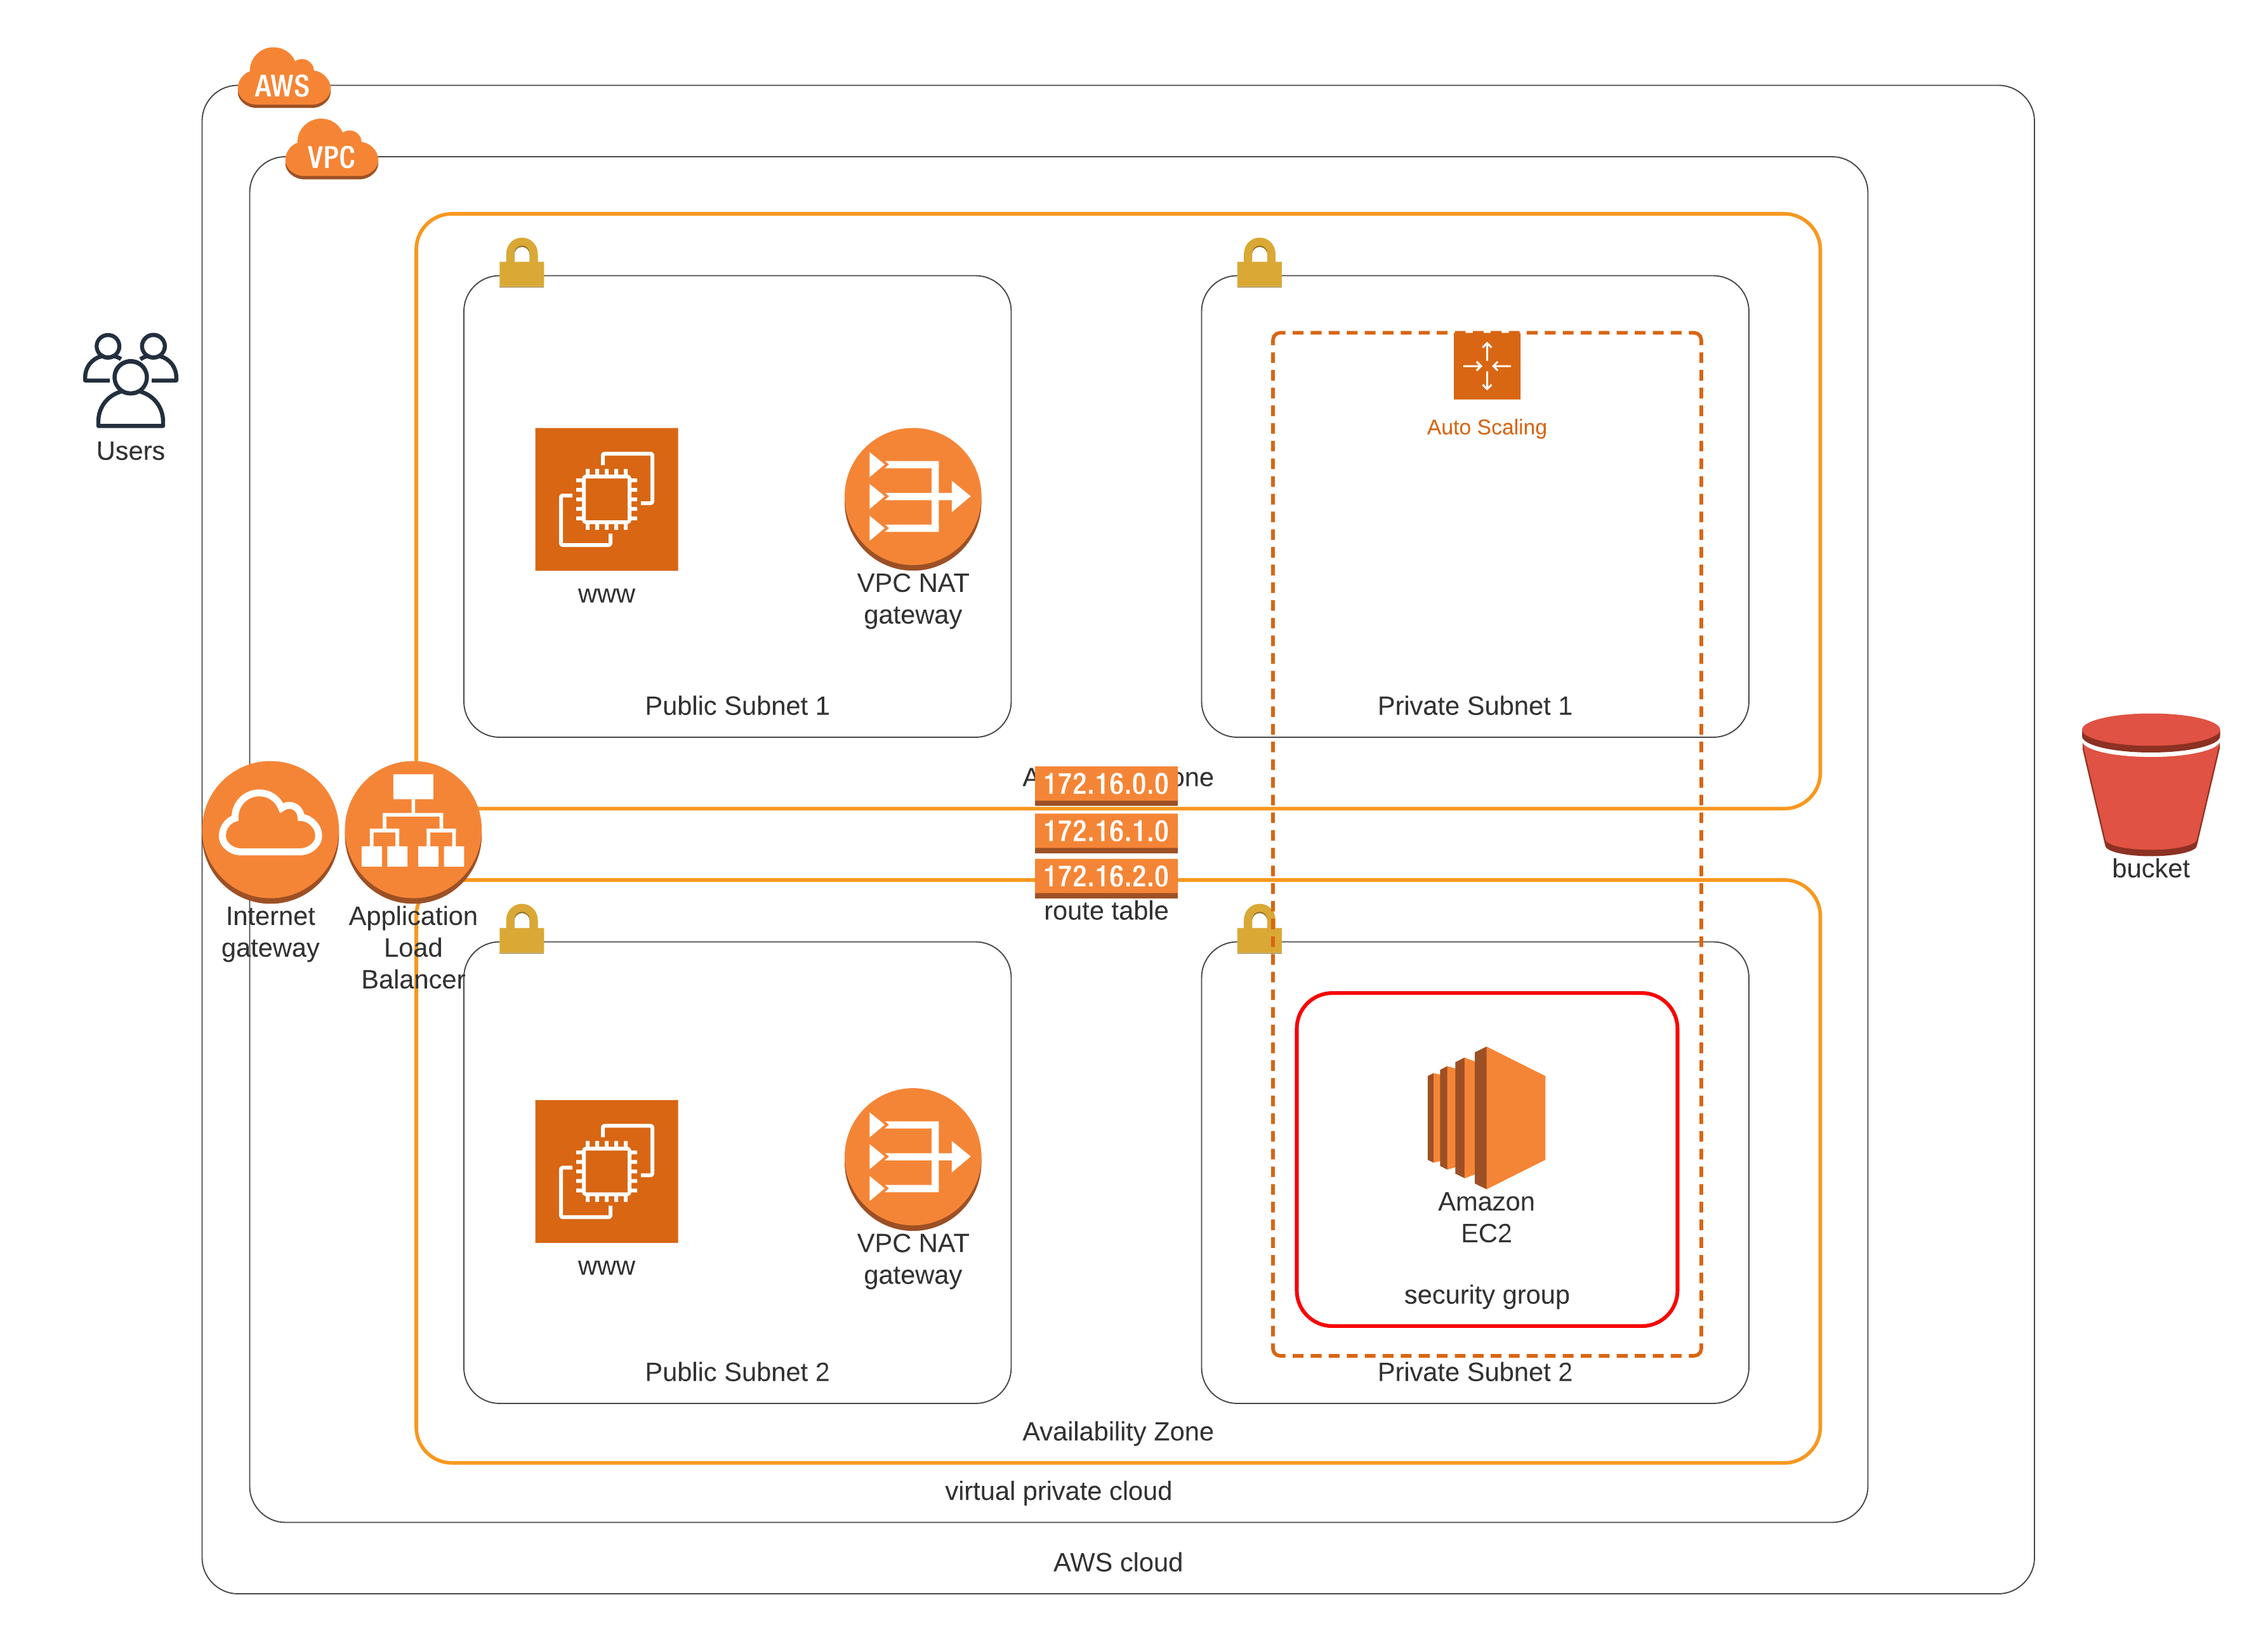 AWS
VPC
Users
Auto Scaling
www
VPC NAT
gateway
Public Subnet 1
Private Subnet 1
172.16.0.0
172.16.1.0
172.16.2.0
route table
bucket
Internet
gateway
Application
Load
Balancer
Amazon
EC2
www
VPC NAT
gateway
security group
Public Subnet 2
Private Subnet 2
Availability Zone
virtual private cloud
AWS cloud